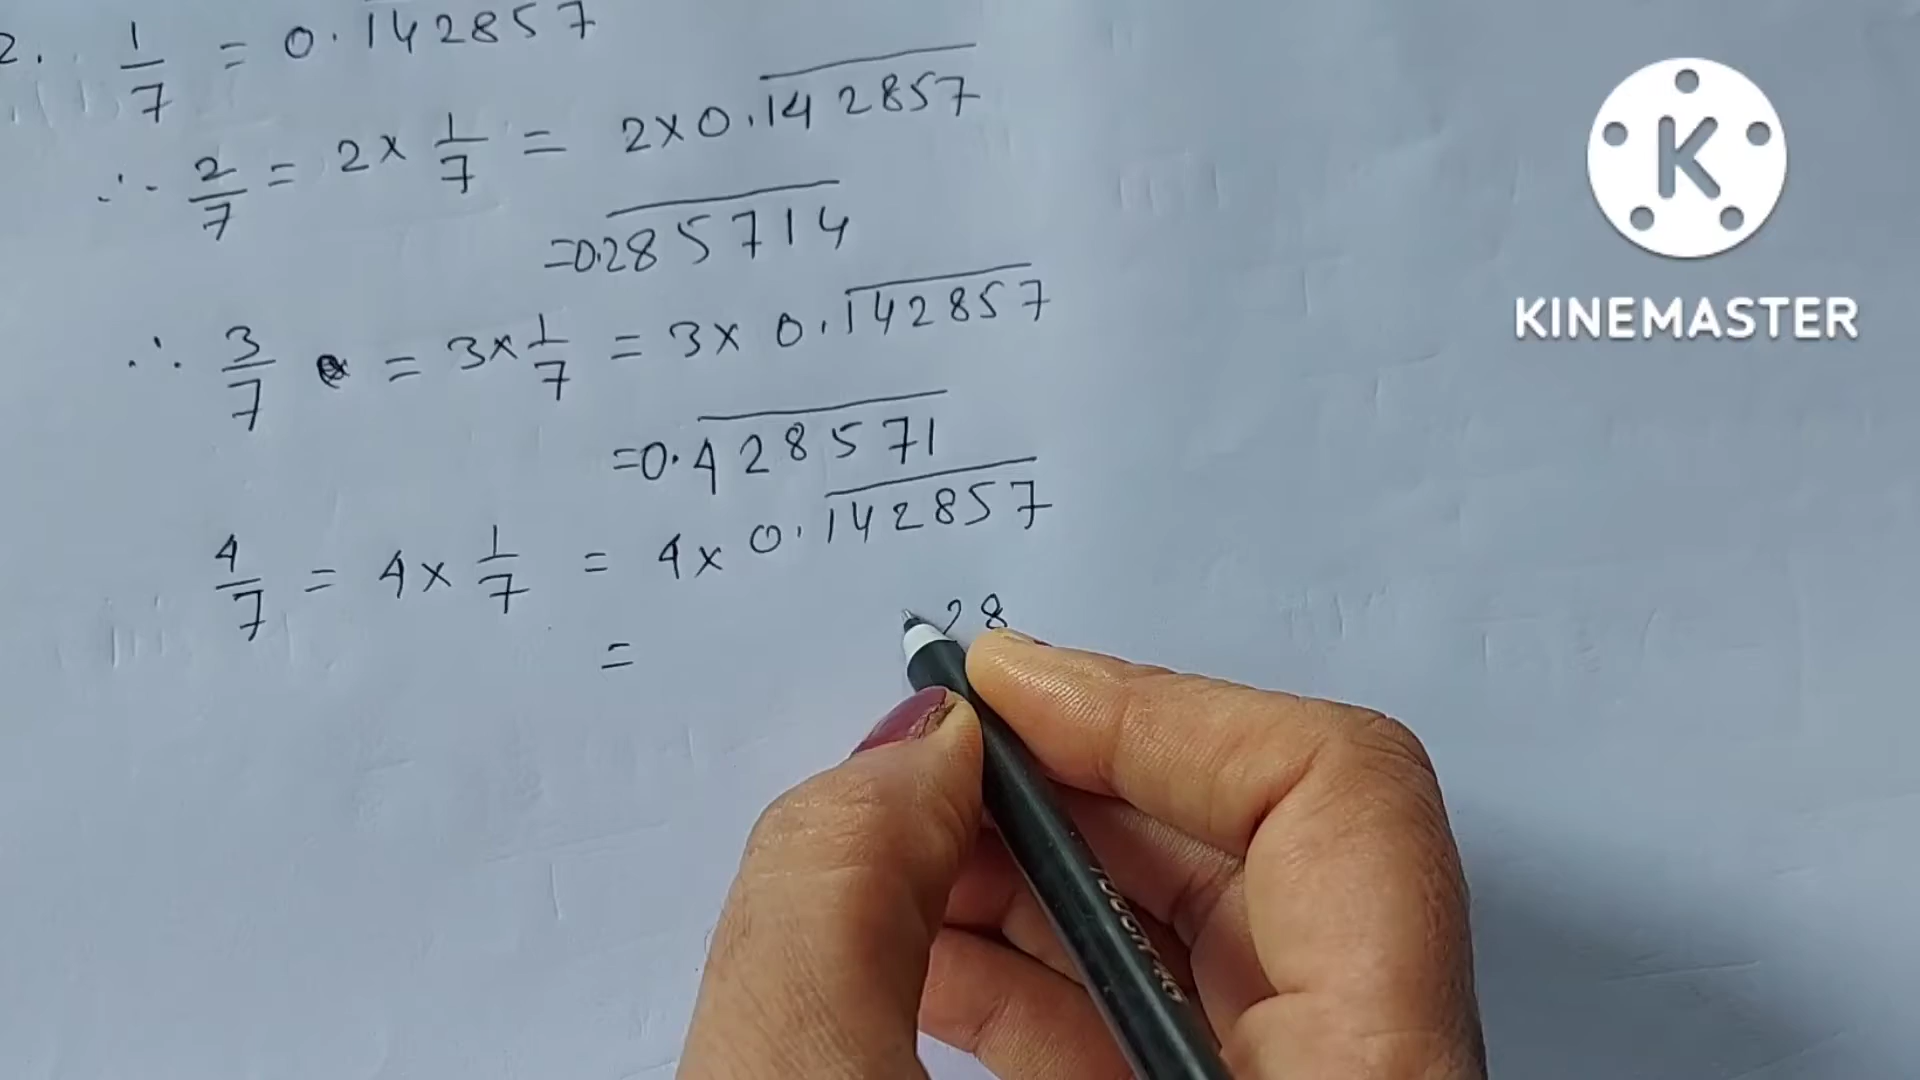 2. 1/7 = 0.142857
∴ 2/7 = 2 × 1/7 = 2 × 0.142857
= 0.285714
∴ 3/7 = 3 × 1/7 = 3 × 0.142857
= 0.428571
4/7 = 4 × 1/7 = 4 × 0.142857
= 28
KINEMASTER